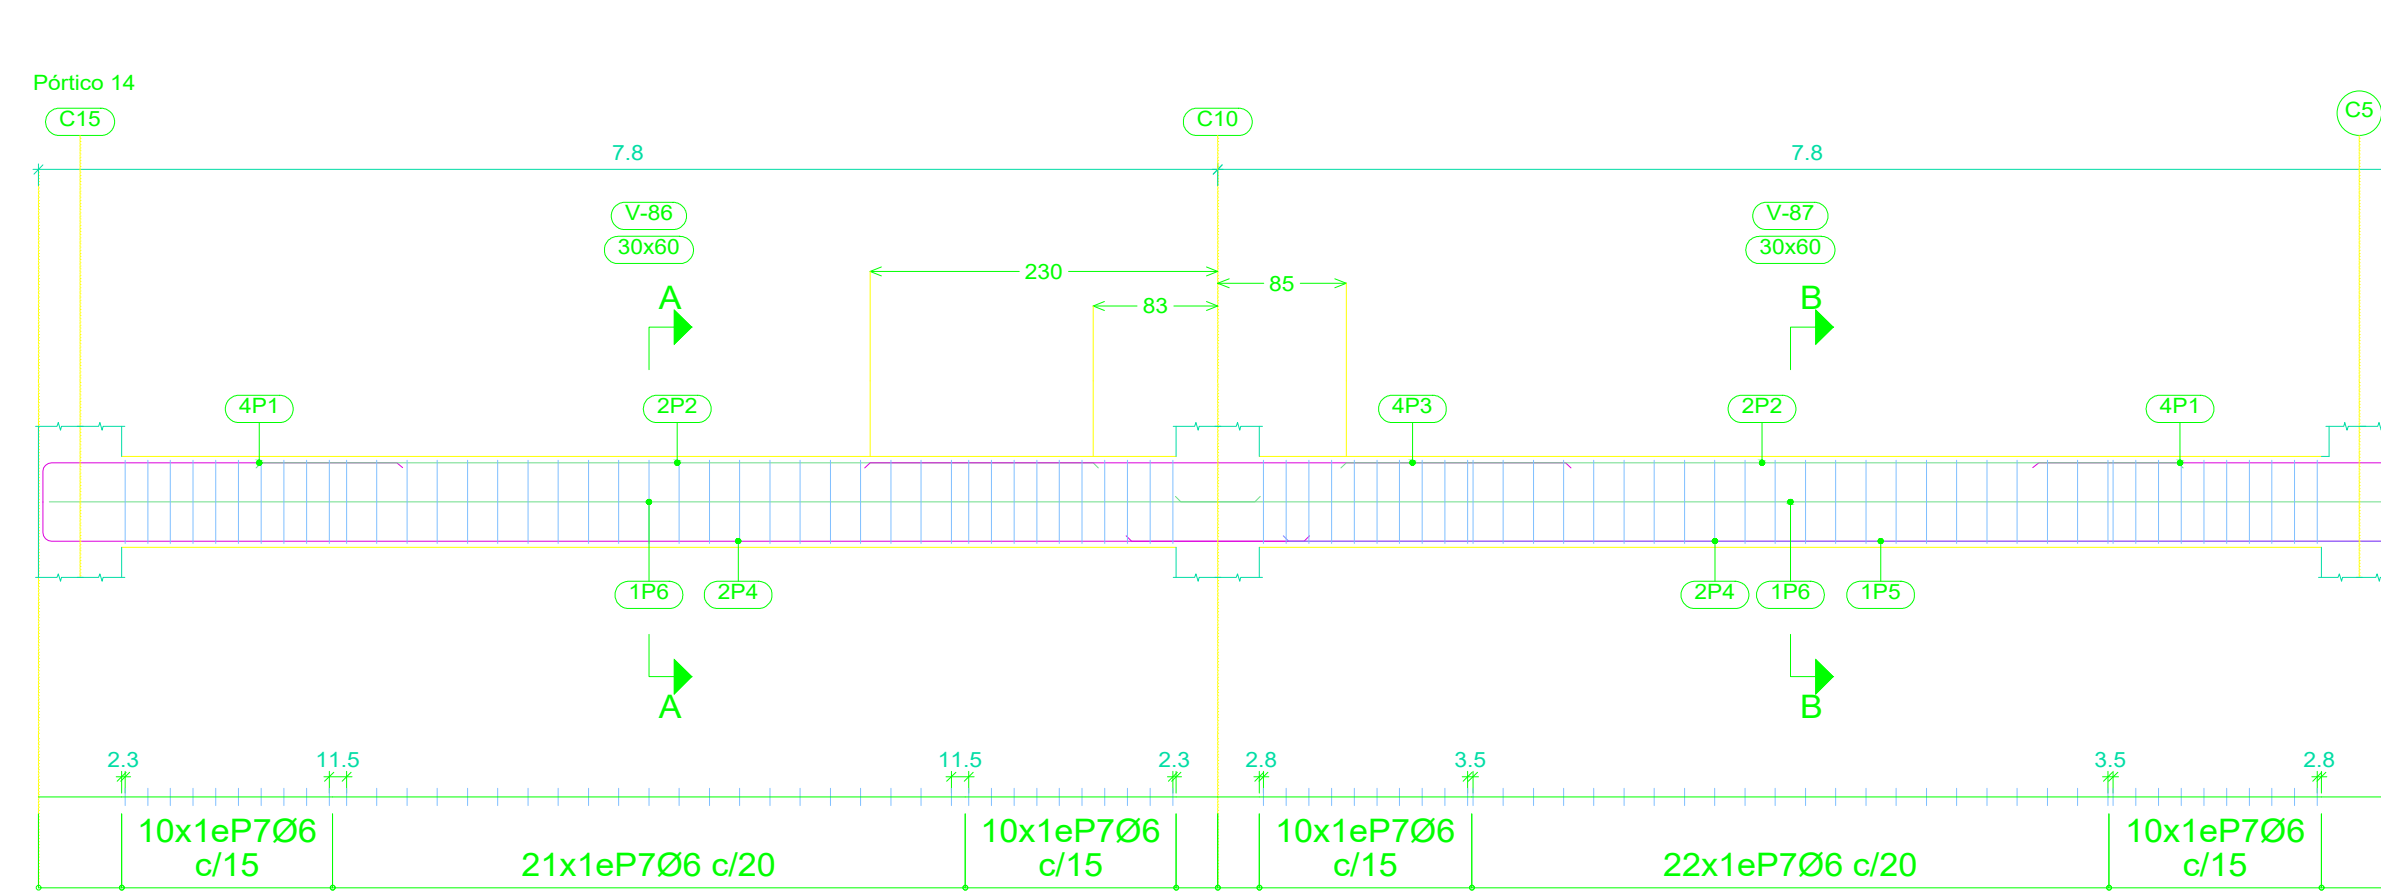 Pórtico 14
C15
C10
C5
7.8
7.8
V-86
V-87
30x60
30x60
230
85
83
A
B
4P1
2P2
4P3
2P2
4P1
1P6
2P4
2P4
1P6
1P5
A
B
2.3
11.5
11.5
2.3
2.8
3.5
3.5
2.8
10x1eP7Ø6
c/15
21x1eP7Ø6 c/20
10x1eP7Ø6
c/15
10x1eP7Ø6
c/15
22x1eP7Ø6 c/20
10x1eP7Ø6
c/15